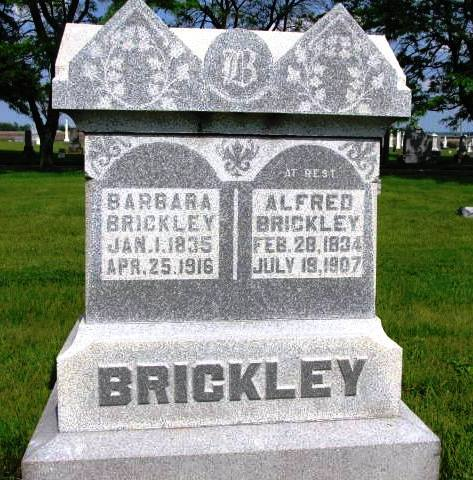 B
BARBARA
BRICKLEY
JAN.1.1835
APR.25.1916
AT REST
ALFRED
BRICKLEY
FEB.28,1834
JULY 19,1907
BRICKLEY